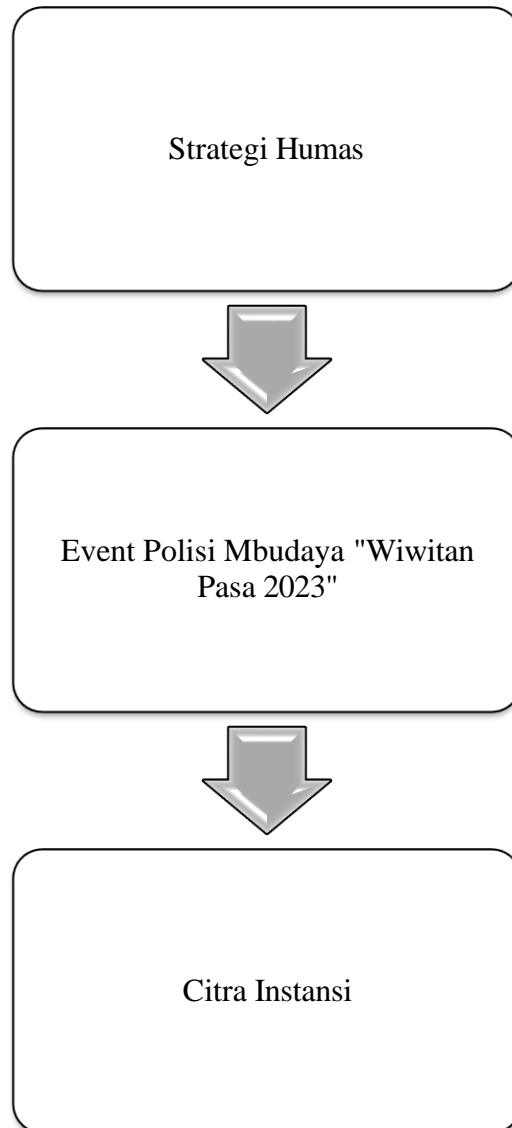 Strategi Humas
Event Polisi Mbudaya "Wiwitan
Pasa 2023"
Citra Instansi